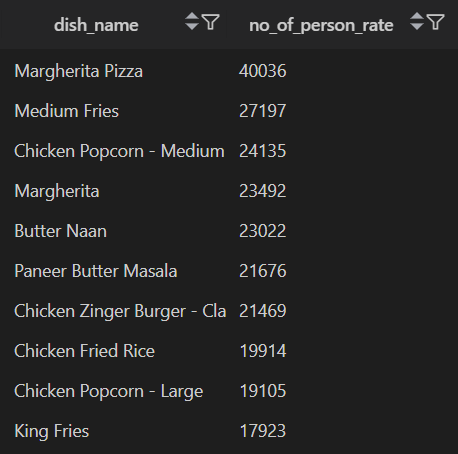 dish_name no_of_person_rate
Margherita Pizza 40036
Medium Fries 27197
Chicken Popcorn - Medium 24135
Margherita 23492
Butter Naan 23022
Paneer Butter Masala 21676
Chicken Zinger Burger - Cla 21469
Chicken Fried Rice 19914
Chicken Popcorn - Large 19105
King Fries 17923